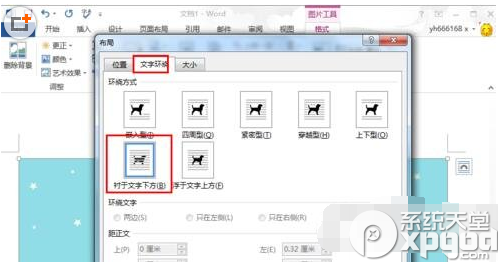 文档1 - Word
图片工具
开始 插入 设计 页面布局 引用 邮件 审阅 视图 格式
yh666168 x
删除背景
更正
颜色
艺术效果
调整
布局
位置 文字环绕 大小
环绕方式
嵌入型(I) 四周型(Q) 紧密型(T) 穿越型(H) 上下型(O)
衬于文字下方(B) 浮于文字上方(F)
环绕文字
两边(S) 只在左侧(L) 只在右侧(R)
距正文
上(P) 0 厘米 左(E) 0.32 厘米
下(M)
系统天堂
xpgod